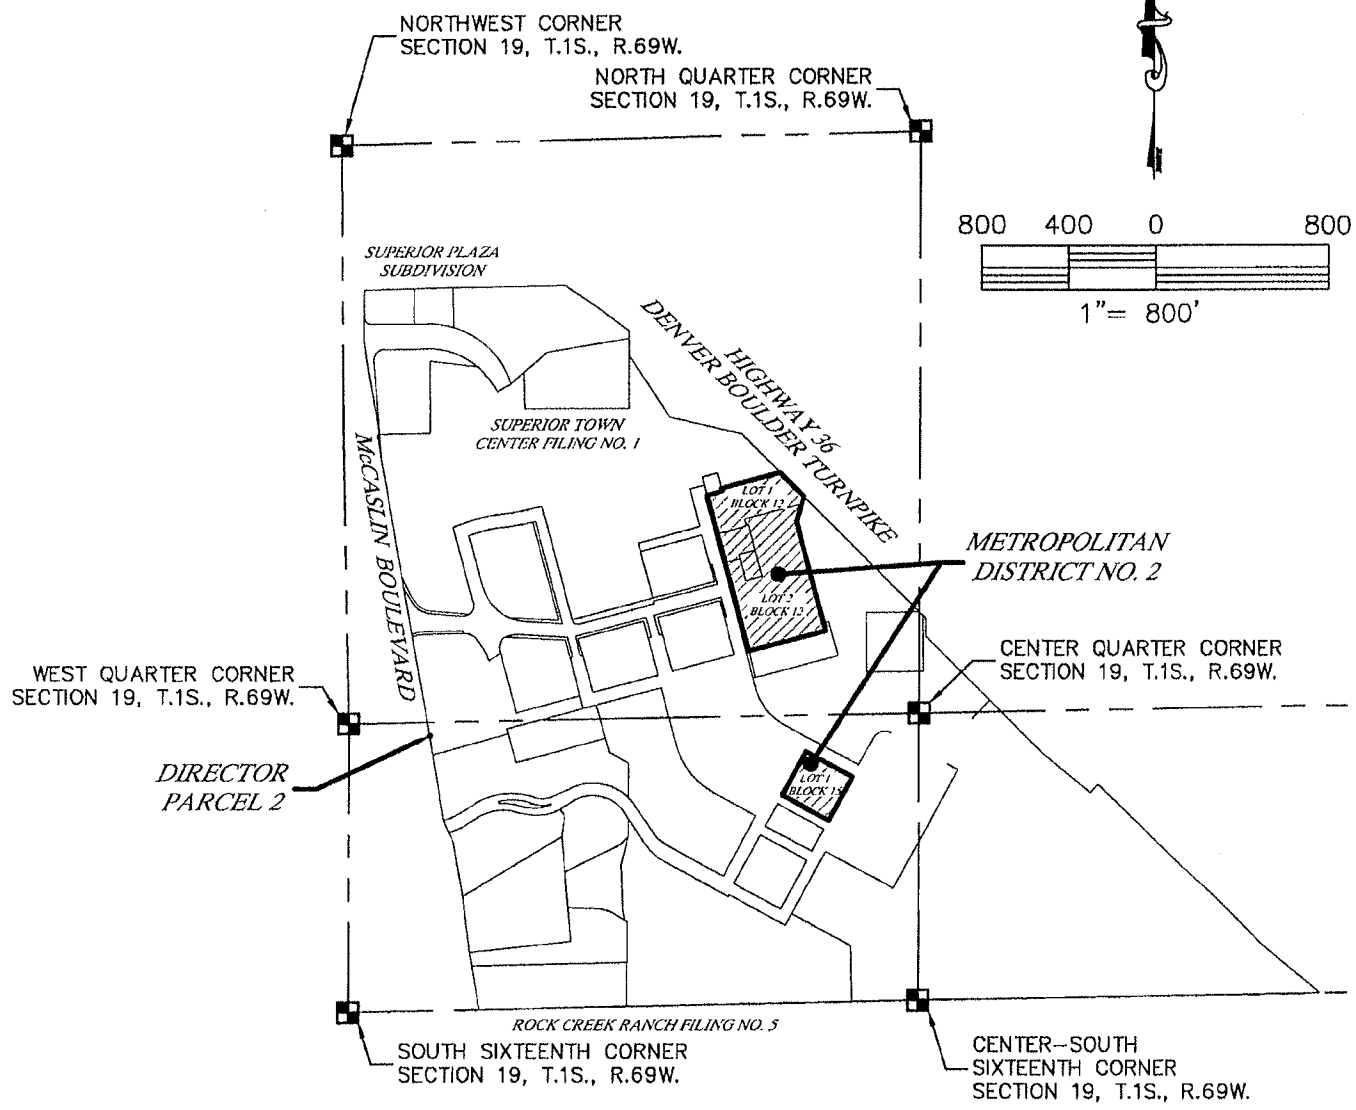 NORTHWEST CORNER
SECTION 19, T.1S., R.69W.
NORTH QUARTER CORNER
SECTION 19, T.1S., R.69W.
800 400 0 800
1"= 800'
SUPERIOR PLAZA
SUBDIVISION
HIGHWAY 36
DENVER BOULDER TURNPIKE
SUPERIOR TOWN
CENTER FILING NO. 1
McCASLIN BOULEVARD
LOT 1
BLOCK 12
METROPOLITAN
DISTRICT NO. 2
LOT 2
BLOCK 12
CENTER QUARTER CORNER
SECTION 19, T.1S., R.69W.
WEST QUARTER CORNER
SECTION 19, T.1S., R.69W.
DIRECTOR
PARCEL 2
LOT 1
BLOCK 15
ROCK CREEK RANCH FILING NO. 5
SOUTH SIXTEENTH CORNER
SECTION 19, T.1S., R.69W.
CENTER-SOUTH
SIXTEENTH CORNER
SECTION 19, T.1S., R.69W.